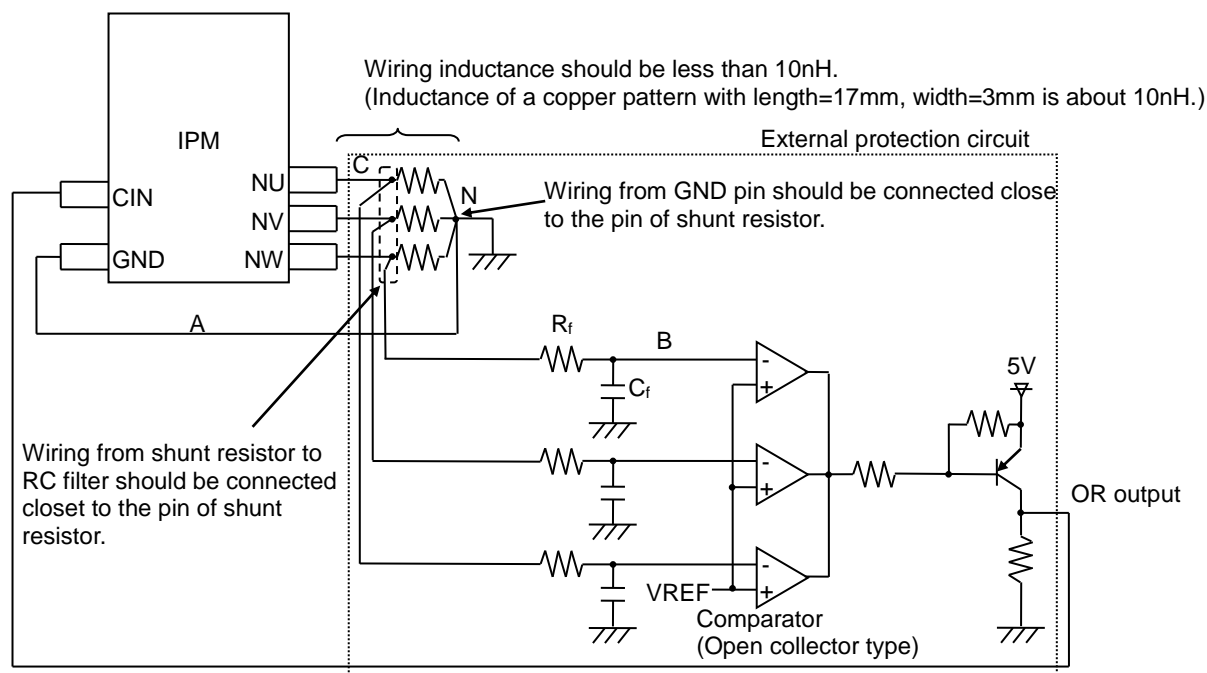 Wiring inductance should be less than 10nH.
(Inductance of a copper pattern with length=17mm, width=3mm is about 10nH.)
External protection circuit
IPM
C
NU
N
Wiring from GND pin should be connected close
to the pin of shunt resistor.
CIN
NV
GND
NW
A
Rf
B
Cf
5V
Wiring from shunt resistor to
RC filter should be connected
closet to the pin of shunt
resistor.
-
+
-
+
-
+
OR output
VREF
Comparator
(Open collector type)